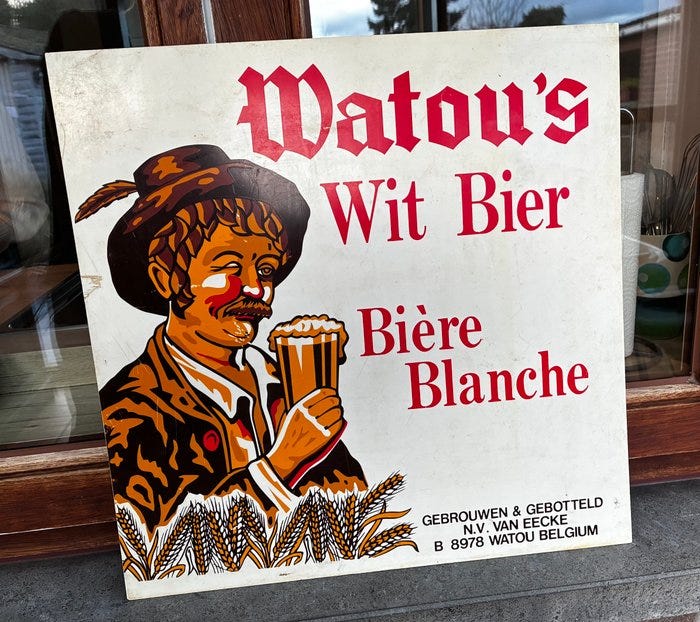 Watou's
Wit Bier
Bière
Blanche
GEBROUWEN & GEBOTTELD
N.V. VAN EECKE
B 8978 WATOU BELGIUM